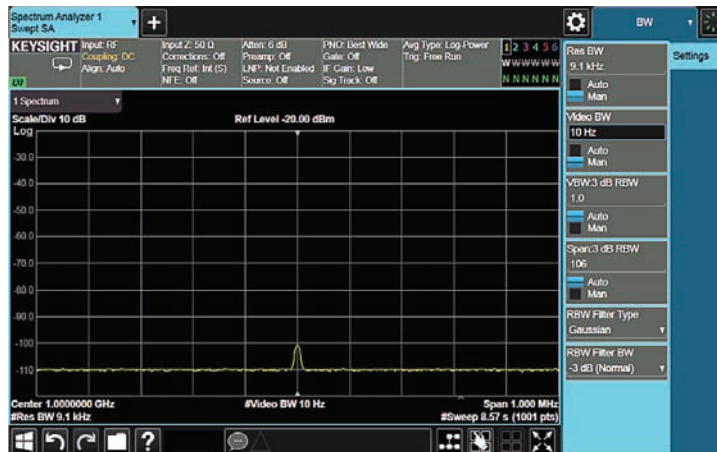 Spectrum Analyzer 1
Swept SA
+
BW
KEYSIGHT
Input: RF
Coupling: DC
Align: Auto
Input Z: 50 Ω
Corrections: Off
Freq Ref: Int (S)
NFE: Off
Atten: 6 dB
Preamp: Off
LNP: Not Enabled
Source: Off
PNO: Best Wide
Gate: Off
IF Gain: Low
Sig Track: Off
Avg Type: Log-Power
Trig: Free Run
1 2 3 4 5 6
W W W W W W
N N N N N N
1 Spectrum
Scale/Div 10 dB
Ref Level -20.00 dBm
Log
-30.0
-40.0
-50.0
-60.0
-70.0
-80.0
-90.0
-100
-110
Center 1.0000000 GHz
#Video BW 10 Hz
Span 1.000 MHz
#Res BW 9.1 kHz
#Sweep 8.57 s (1001 pts)
?
Settings
Res BW
9.1 kHz
Auto
Man
Video BW
10 Hz
Auto
Man
VBW:3 dB RBW
1.0
Auto
Man
Span:3 dB RBW
106
Auto
Man
RBW Filter Type
Gaussian
RBW Filter BW
-3 dB (Normal)